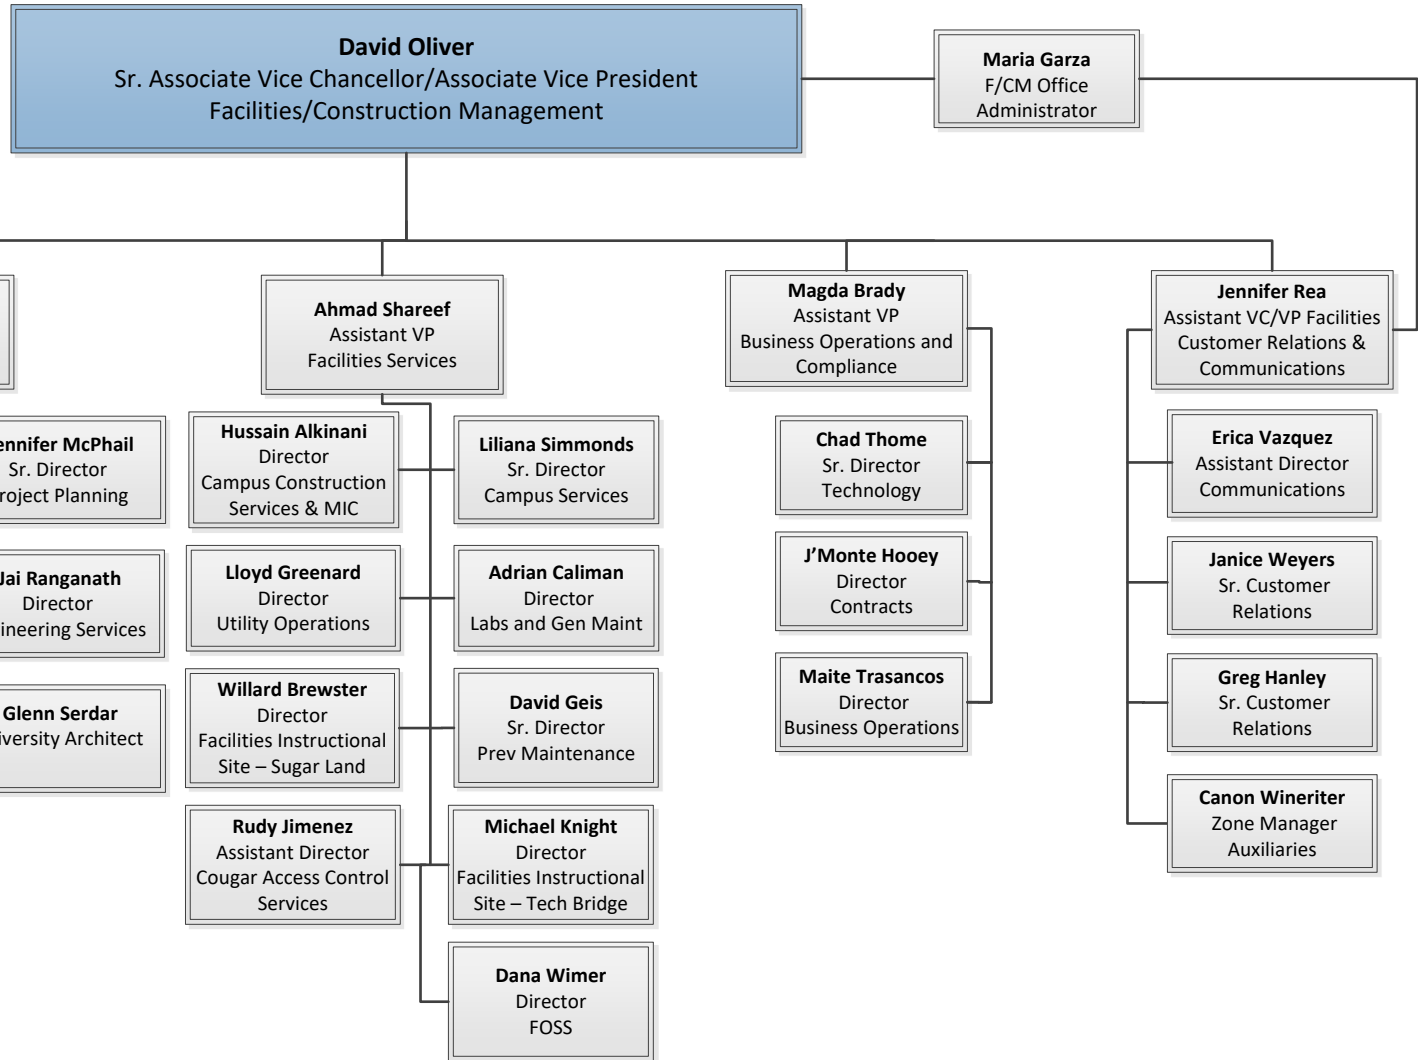 David Oliver
Sr. Associate Vice Chancellor/Associate Vice President
Facilities/Construction Management
Maria Garza
F/CM Office
Administrator
Ahmad Shareef
Assistant VP
Facilities Services
Magda Brady
Assistant VP
Business Operations and
Compliance
Jennifer Rea
Assistant VC/VP Facilities
Customer Relations &
Communications
McPhail
Sr. Director
Planning
Jai Ranganath
Director
Services
Glenn Serdar
Architect
Hussain Alkinani
Director
Campus Construction
Services & MIC
Lloyd Greenard
Director
Utility Operations
Willard Brewster
Director
Facilities Instructional
Site – Sugar Land
Rudy Jimenez
Assistant Director
Cougar Access Control
Services
Liliana Simmonds
Sr. Director
Campus Services
Adrian Caliman
Director
Labs and Gen Maint
David Geis
Sr. Director
Prev Maintenance
Michael Knight
Director
Facilities Instructional
Site – Tech Bridge
Dana Wimer
Director
FOSS
Chad Thome
Sr. Director
Technology
J’Monte Hooey
Director
Contracts
Maite Trasancos
Director
Business Operations
Erica Vazquez
Assistant Director
Communications
Janice Weyers
Sr. Customer
Relations
Greg Hanley
Sr. Customer
Relations
Canon Wineriter
Zone Manager
Auxiliaries